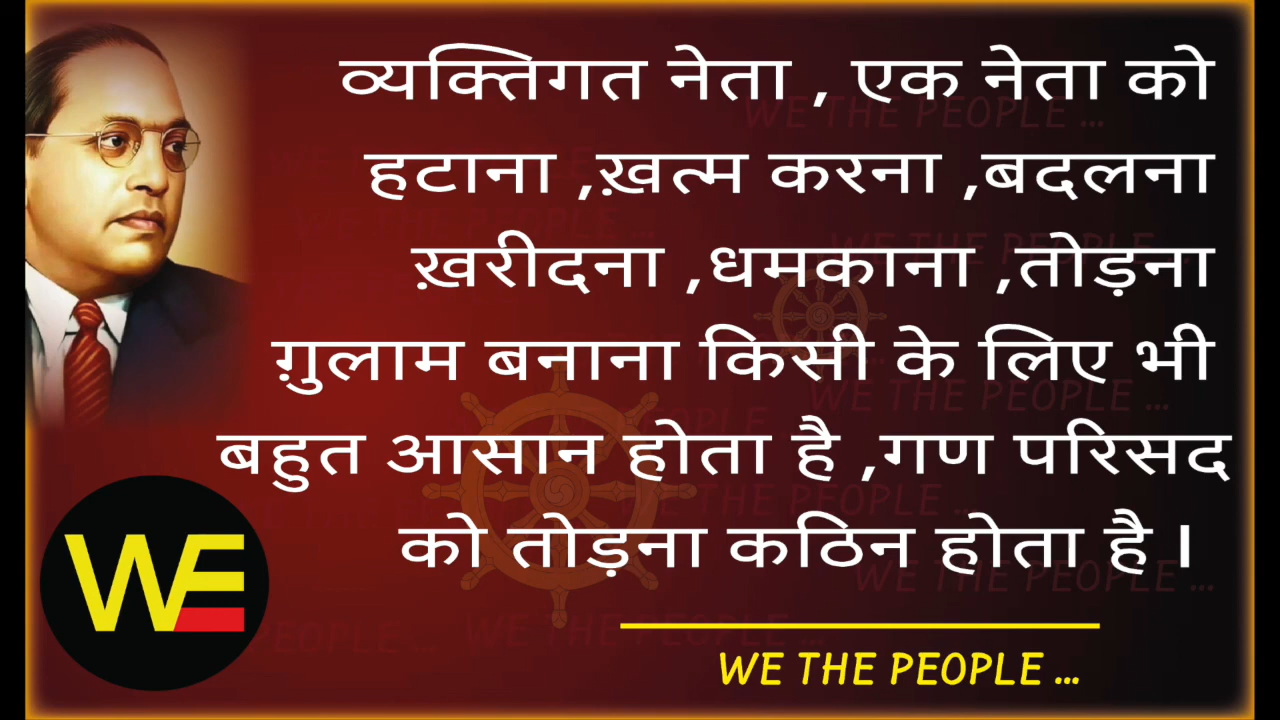 व्यक्तिगत नेता , एक नेता को
हटाना ,ख़त्म करना ,बदलना
ख़रीदना ,धमकाना ,तोड़ना
ग़ुलाम बनाना किसी के लिए भी
बहुत आसान होता है ,गण परिसद
को तोड़ना कठिन होता है ।
WE
WE THE PEOPLE ...